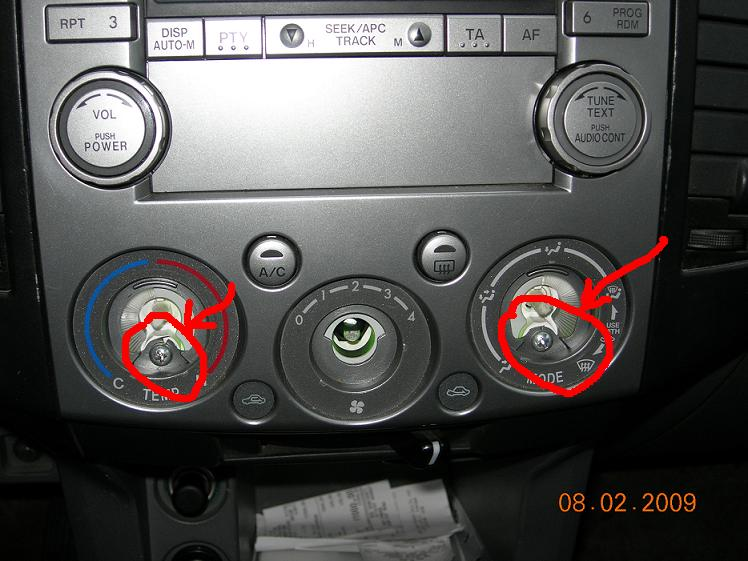 RPT 3
DISP
AUTO-M
PTY
SEEK/APC
TRACK
H
M
TA
AF
6
PROG
RDM
VOL
PUSH
POWER
TUNE
TEXT
PUSH
AUDIO CONT
A/C
0 1 2 3 4
C
TEMP
MODE
USE
08.02.2009